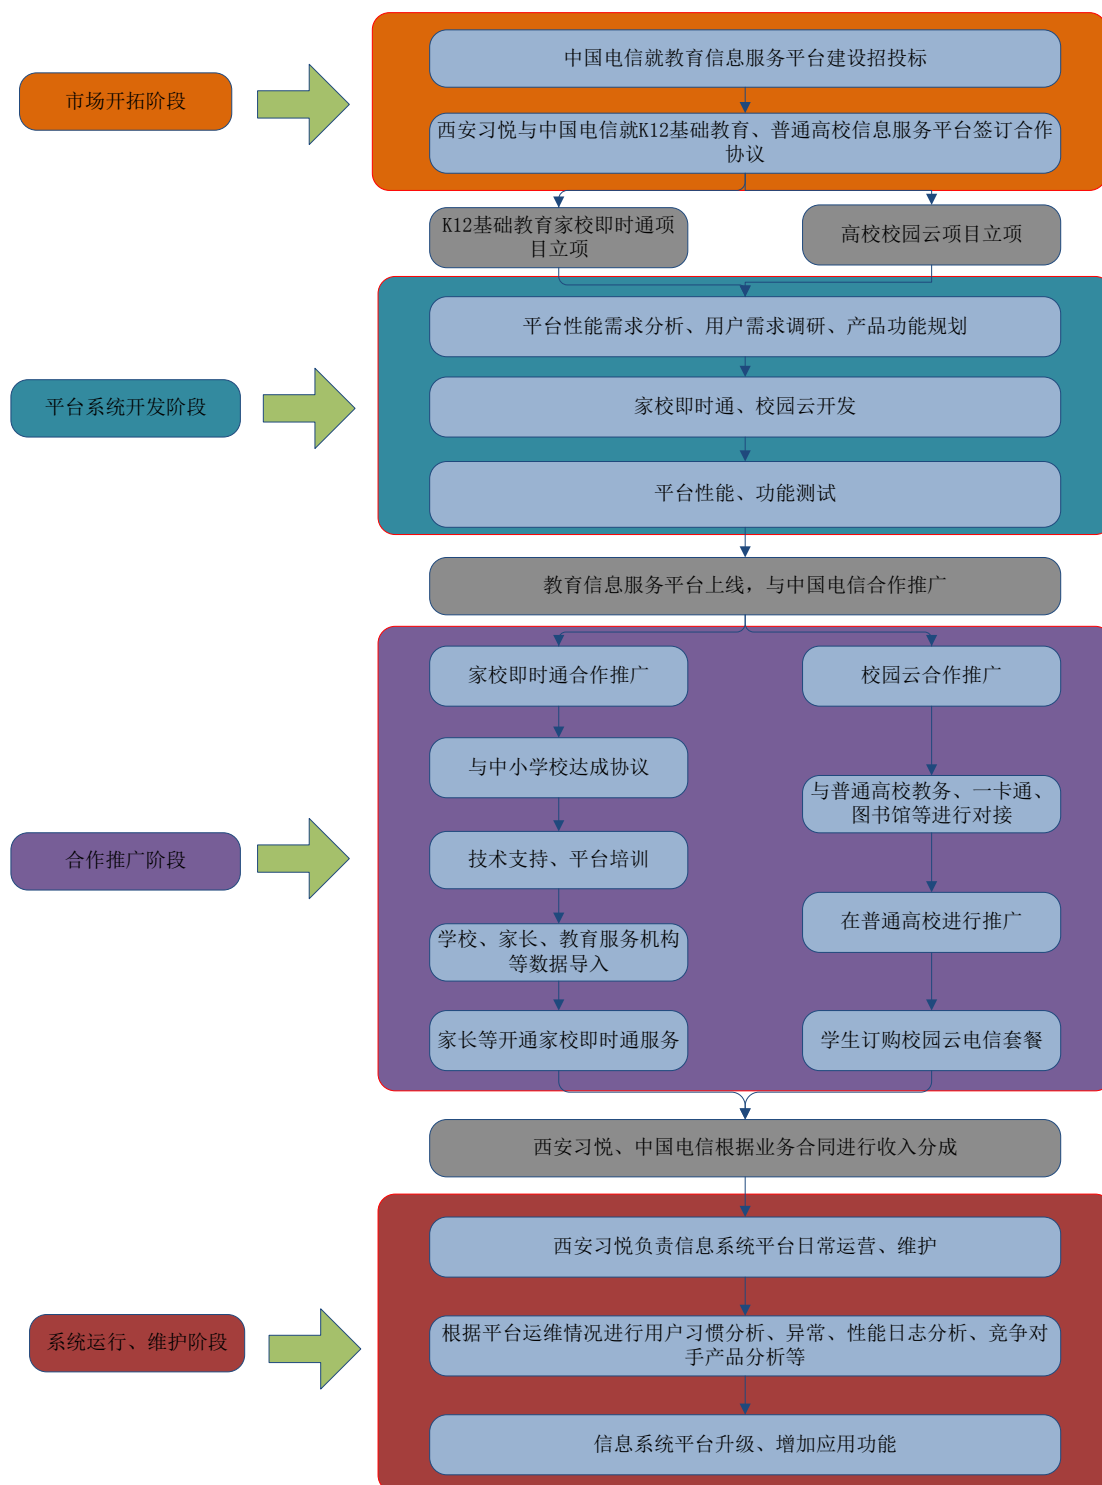 中国电信就教育信息服务平台建设招投标
市场开拓阶段
西安习悦与中国电信就K12基础教育、普通高校信息服务平台签订合作
协议
K12基础教育家校即时通项
目立项
高校校园云项目立项
平台性能需求分析、用户需求调研、产品功能规划
平台系统开发阶段
家校即时通、校园云开发
平台性能、功能测试
教育信息服务平台上线，与中国电信合作推广
家校即时通合作推广
校园云合作推广
与中小学校达成协议
与普通高校教务、一卡通、
图书馆等进行对接
合作推广阶段
技术支持、平台培训
在普通高校进行推广
学校、家长、教育服务机构
等数据导入
家长等开通家校即时通服务
学生订购校园云电信套餐
西安习悦、中国电信根据业务合同进行收入分成
西安习悦负责信息系统平台日常运营、维护
系统运行、维护阶段
根据平台运维情况进行用户习惯分析、异常、性能日志分析、竞争对
手产品分析等
信息系统平台升级、增加应用功能